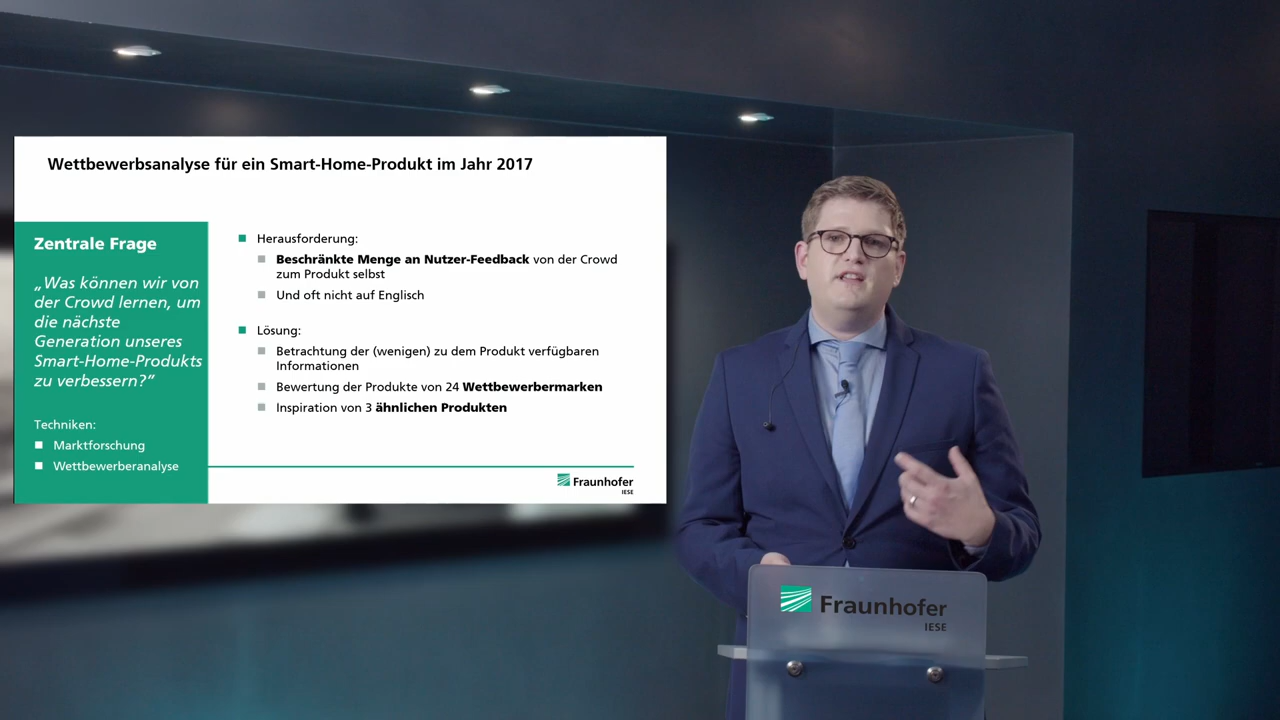 Wettbewerbsanalyse für ein Smart-Home-Produkt im Jahr 2017
Zentrale Frage
„Was können wir von
der Crowd lernen, um
die nächste
Generation unseres
Smart-Home-Produkts
zu verbessern?“
Techniken:
Marktforschung
Wettbewerberanalyse
Herausforderung:
Beschränkte Menge an Nutzer-Feedback von der Crowd
zum Produkt selbst
Und oft nicht auf Englisch
Lösung:
Betrachtung der (wenigen) zu dem Produkt verfügbaren
Informationen
Bewertung der Produkte von 24 Wettbewerbermarken
Inspiration von 3 ähnlichen Produkten
Fraunhofer
IESE
Fraunhofer
IESE